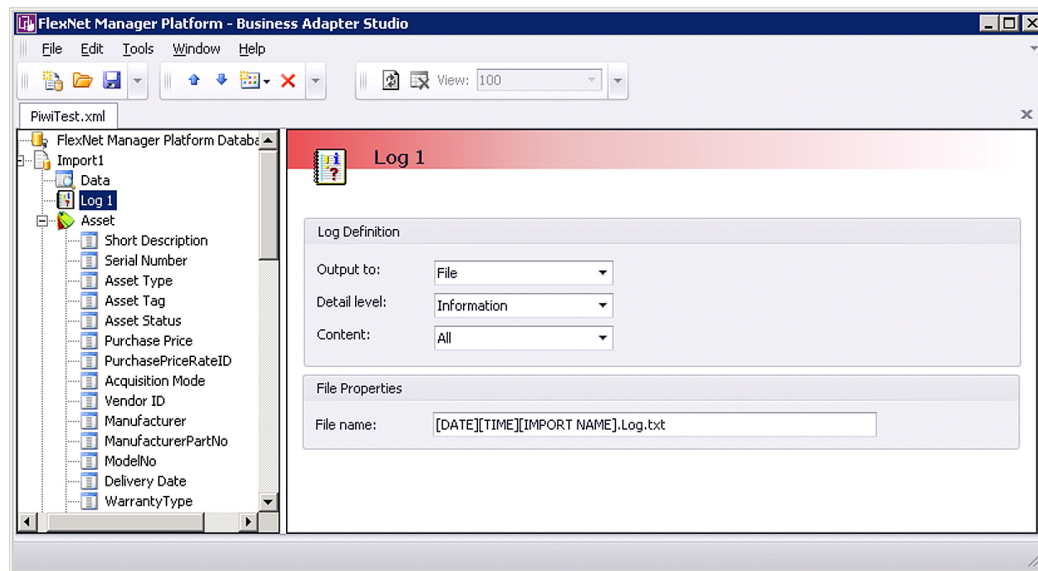 FlexNet Manager Platform - Business Adapter Studio
File Edit Tools Window Help
View: 100
PiwiTest.xml
FlexNet Manager Platform Databa
Import1
Data
Log 1
Asset
Short Description
Serial Number
Asset Type
Asset Tag
Asset Status
Purchase Price
PurchasePriceRateID
Acquisition Mode
Vendor ID
Manufacturer
ManufacturerPartNo
ModelNo
Delivery Date
WarrantyType
Log 1
Log Definition
Output to: File
Detail level: Information
Content: All
File Properties
File name: [DATE][TIME][IMPORT NAME].Log.txt